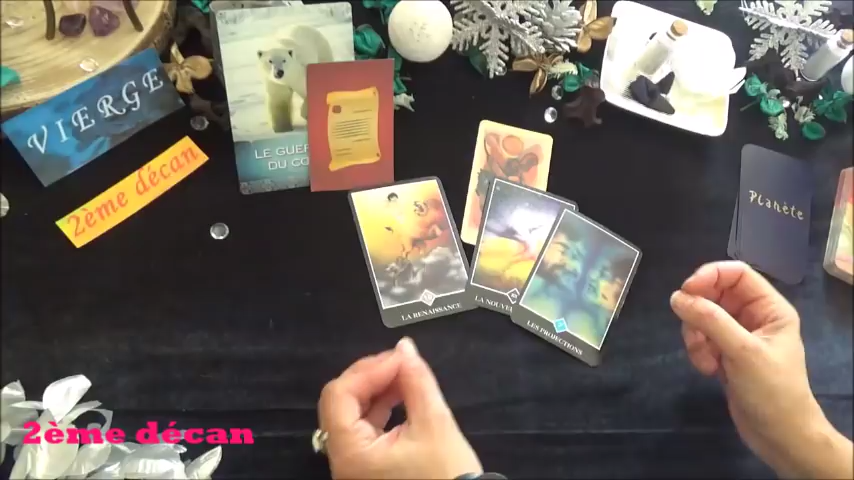 VIERGE
2ème décan
LE GUER
DU CO
LA RENAISSANCE
LA NOUVE
LES PROJECTIONS
Planète
2ème décan